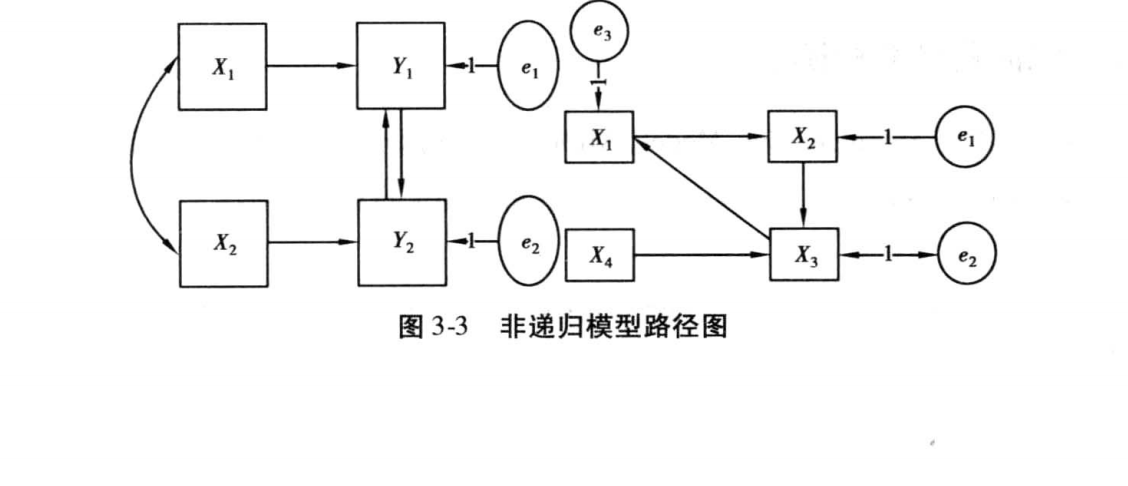 X₁ Y₁ 1 e₁
X₂ Y₂ 1 e₂
e₃
1
X₁ X₂ 1 e₁
X₄ X₃ 1 e₂
图 3-3 非递归模型路径图